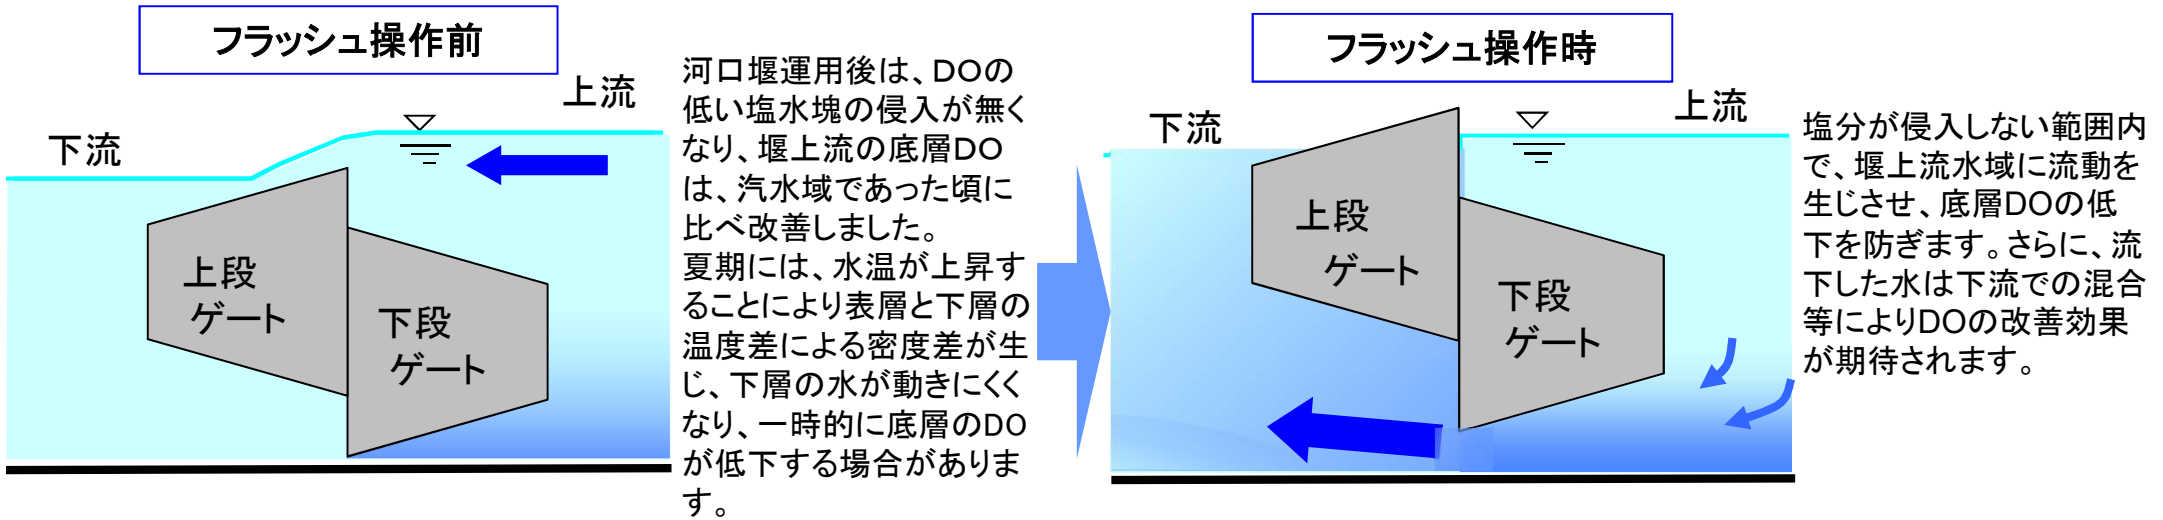 フラッシュ操作前
上流
下流
上段
ゲート
下段
ゲート
河口堰運用後は、DOの
低い塩水塊の侵入が無く
なり、堰上流の底層DO
は、汽水域であった頃に
比べ改善しました。
夏期には、水温が上昇す
ることにより表層と下層の
温度差による密度差が生
じ、下層の水が動きにくく
なり、一時的に底層のDO
が低下する場合がありま
す。
フラッシュ操作時
下流
上流
上段
ゲート
下段
ゲート
塩分が侵入しない範囲内
で、堰上流水域に流動を
生じさせ、底層DOの低
下を防ぎます。さらに、流
下した水は下流での混合
等によりDOの改善効果
が期待されます。